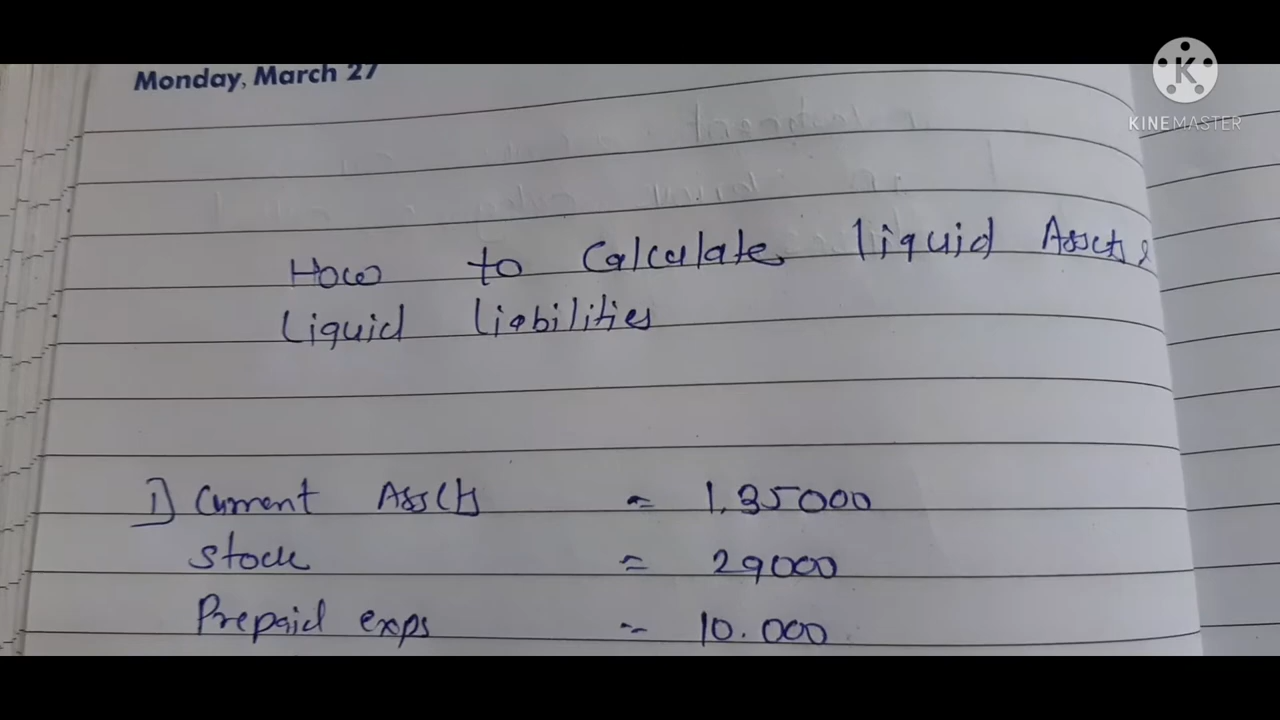 Monday, March 27
KINEMASTER
How to Calculate liquid Assets &
Liquid liabilities
1) Current Assets = 1,35000
Stock = 29000
Prepaid exps = 10.000